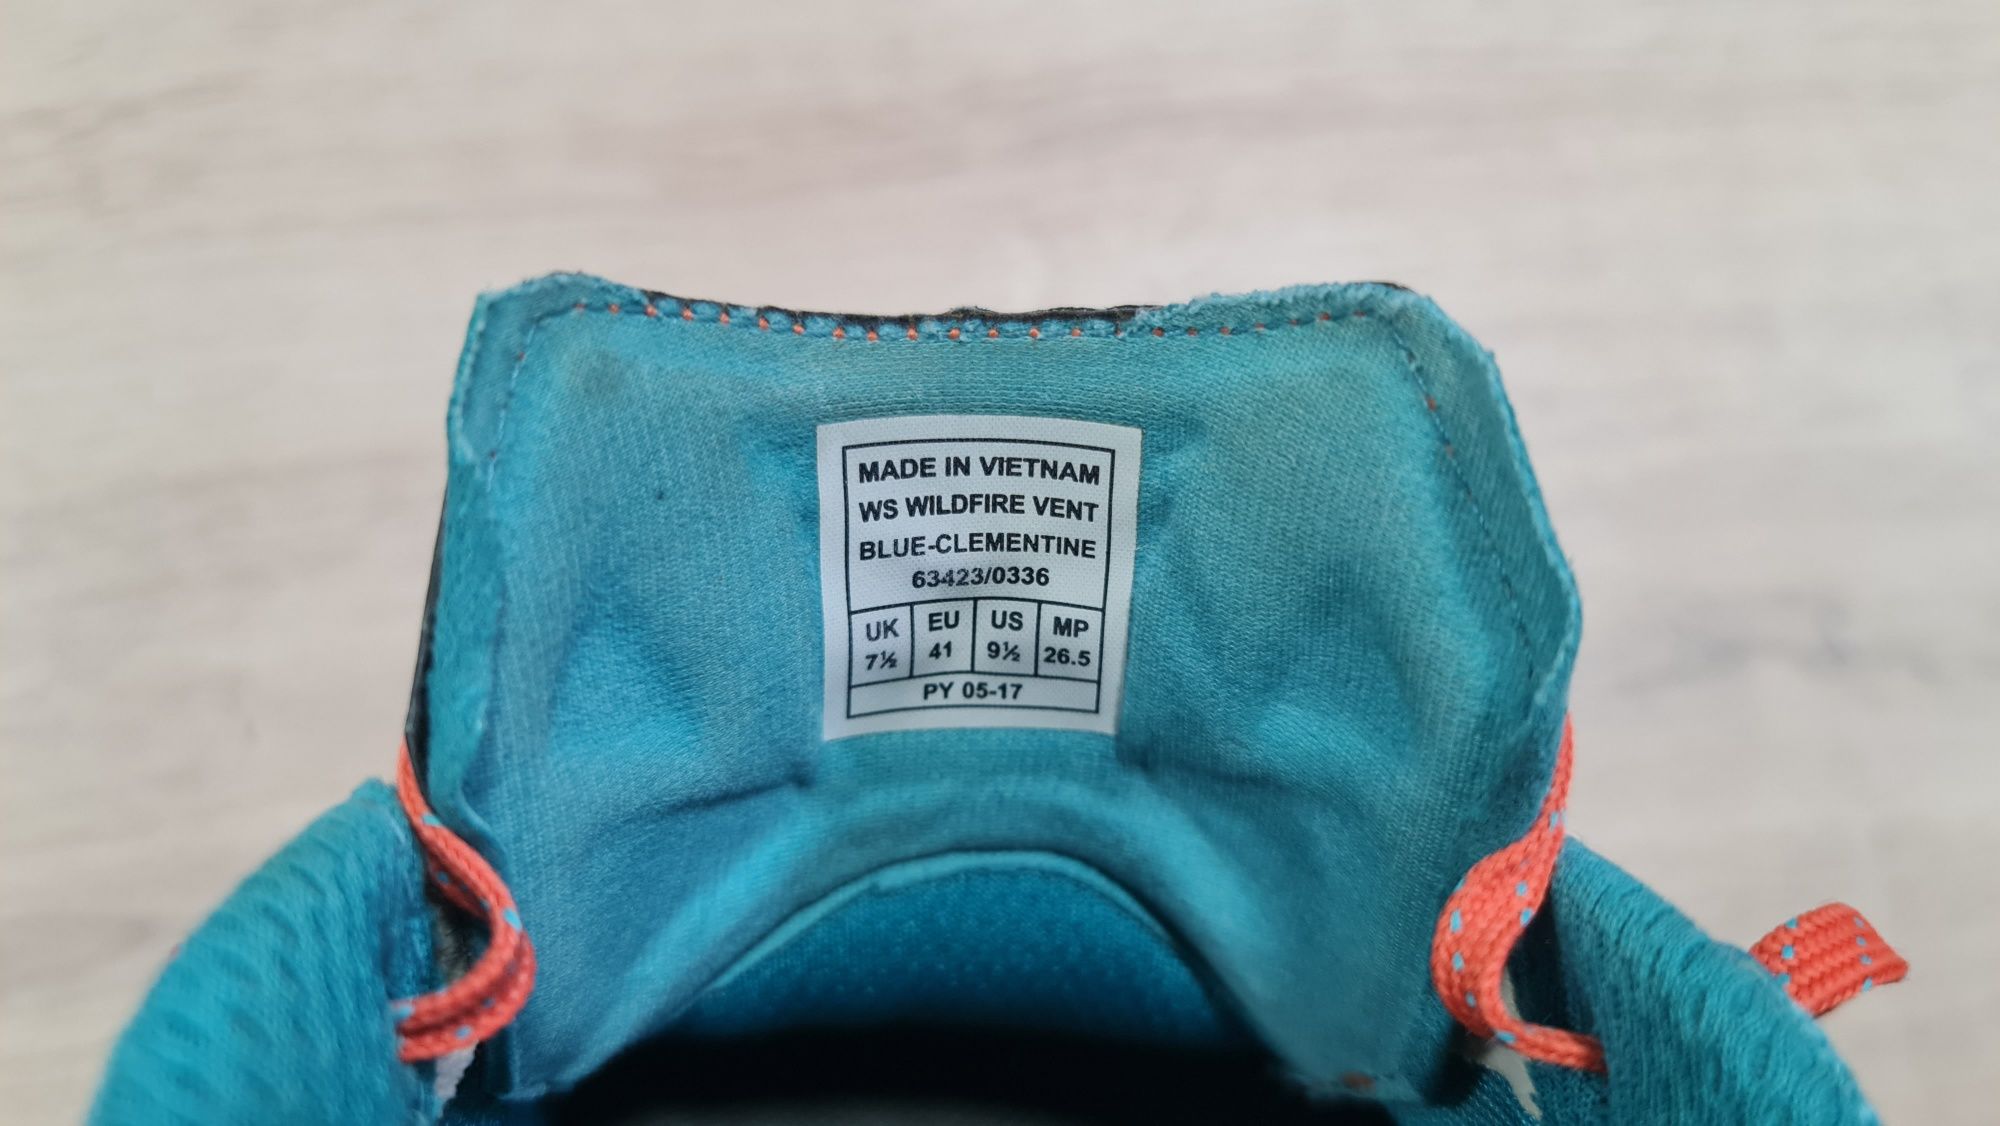 MADE IN VIETNAM
WS WILDFIRE VENT
BLUE-CLEMENTINE
63423/0336
UK EU US MP
7½ 41 9½ 26.5
PY 05-17